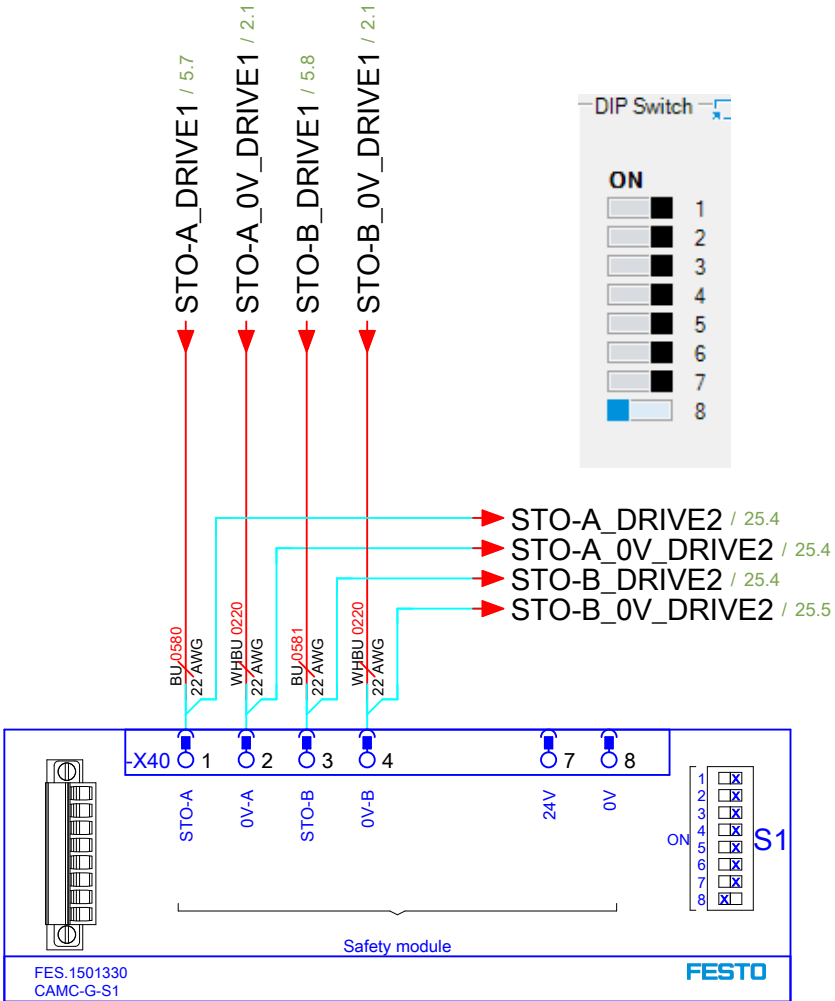 STO-A_DRIVE1 / 5.7
STO-A_0V_DRIVE1 / 2.1
STO-B_DRIVE1 / 5.8
STO-B_0V_DRIVE1 / 2.1
DIP Switch
ON
1
2
3
4
5
6
7
8
STO-A_DRIVE2 / 25.4
STO-A_0V_DRIVE2 / 25.4
STO-B_DRIVE2 / 25.4
STO-B_0V_DRIVE2 / 25.5
BU 0580
22 AWG
WHBU 0220
22 AWG
BU 0581
22 AWG
WHBU 0220
22 AWG
-X40 1 2 3 4 7 8
STO-A
0V-A
STO-B
0V-B
24V
0V
1 X
2 X
3 X
4 X
ON
5 X
6 X
7 X
8 X
S1
Safety module
FES.1501330
CAMC-G-S1
FESTO